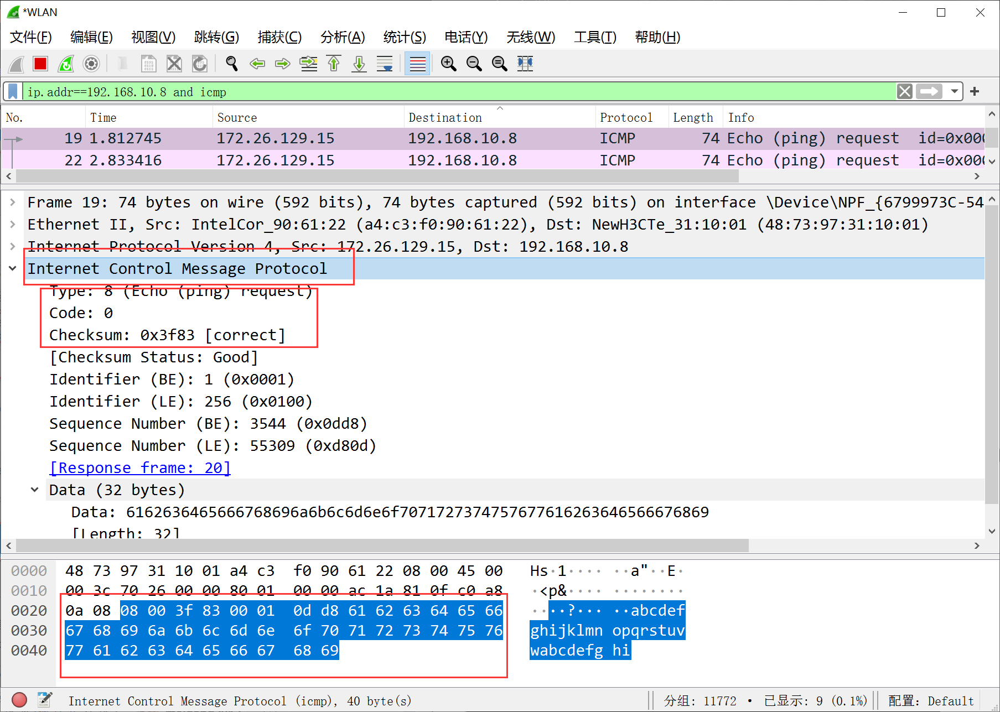 *WLAN
文件(F) 编辑(E) 视图(V) 跳转(G) 捕获(C) 分析(A) 统计(S) 电话(Y) 无线(W) 工具(T) 帮助(H)
ip.addr==192.168.10.8 and icmp
No. Time Source Destination Protocol Length Info
19 1.812745 172.26.129.15 192.168.10.8 ICMP 74 Echo (ping) request id=0x000
22 2.833416 172.26.129.15 192.168.10.8 ICMP 74 Echo (ping) request id=0x000
Frame 19: 74 bytes on wire (592 bits), 74 bytes captured (592 bits) on interface \Device\NPF_{6799973C-54
Ethernet II, Src: IntelCor_90:61:22 (a4:c3:f0:90:61:22), Dst: NewH3CTe_31:10:01 (48:73:97:31:10:01)
Internet Protocol Version 4, Src: 172.26.129.15, Dst: 192.168.10.8
Internet Control Message Protocol
Type: 8 (Echo (ping) request)
Code: 0
Checksum: 0x3f83 [correct]
[Checksum Status: Good]
Identifier (BE): 1 (0x0001)
Identifier (LE): 256 (0x0100)
Sequence Number (BE): 3544 (0x0dd8)
Sequence Number (LE): 55309 (0xd80d)
[Response frame: 20]
Data (32 bytes)
Data: 6162636465666768696a6b6c6d6e6f7071727374757677616263646566676869
[Length: 32]
0000 48 73 97 31 10 01 a4 c3 f0 90 61 22 08 00 45 00 Hs·1···· ··a"··E·
0010 00 3c 70 26 00 00 80 01 00 00 ac 1a 81 0f c0 a8 ·<p&···· ········
0020 0a 08 08 00 3f 83 00 01 0d d8 61 62 63 64 65 66 ····?··· ··abcdef
0030 67 68 69 6a 6b 6c 6d 6e 6f 70 71 72 73 74 75 76 ghijklmn opqrstuv
0040 77 61 62 63 64 65 66 67 68 69 wabcdefg hi
Internet Control Message Protocol (icmp), 40 byte(s) 分组: 11772 · 已显示: 9 (0.1%) 配置: Default